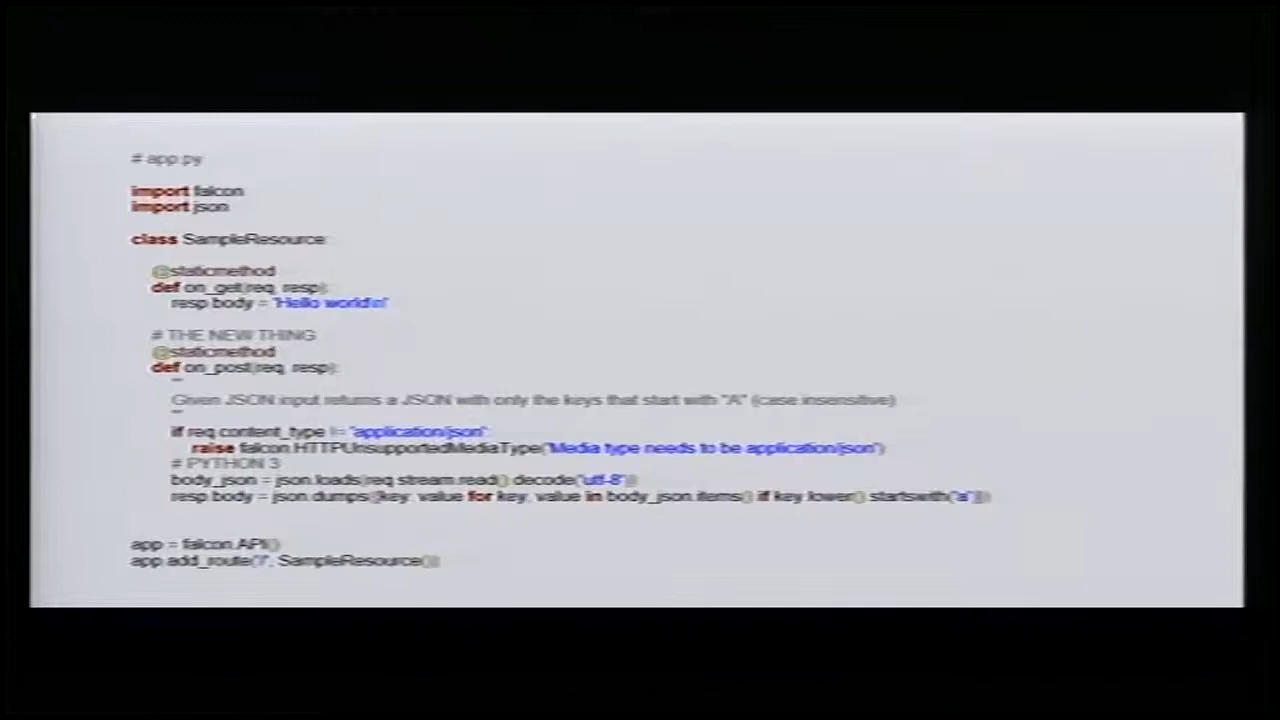 # app.py
import falcon
import json
class SampleResource:
@staticmethod
def on_get(req, resp):
resp.body = "Hello world\n"
# THE NEW THING
@staticmethod
def on_post(req, resp):
"""
Given JSON input returns a JSON with only the keys that start with "A" (case insensitive)
"""
if req.content_type != "application/json":
raise falcon.HTTPUnsupportedMediaType("Media type needs to be application/json")
# PYTHON 3
body_json = json.loads(req.stream.read().decode("utf-8"))
resp.body = json.dumps({key: value for key, value in body_json.items() if key.lower().startswith("a")})
app = falcon.API()
app.add_route("/", SampleResource())